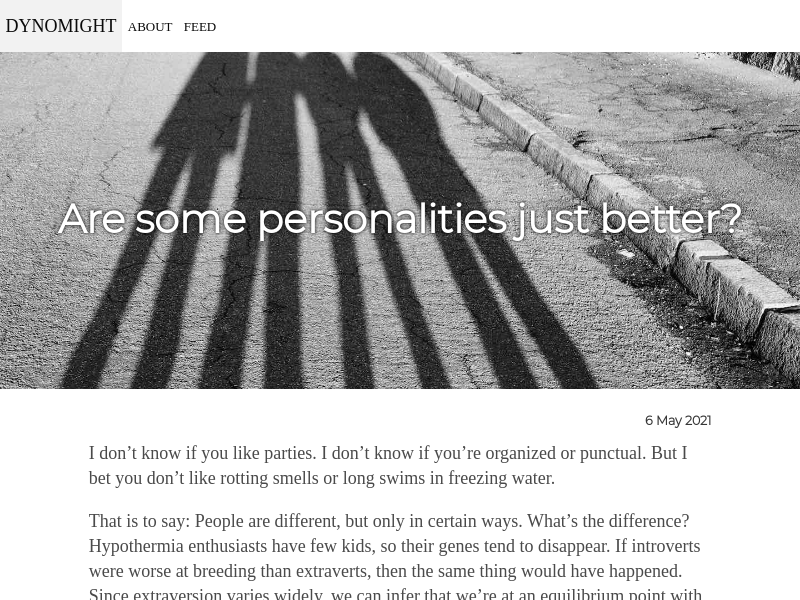 DYNOMIGHT ABOUT FEED
Are some personalities just better?
6 May 2021
I don’t know if you like parties. I don’t know if you’re organized or punctual. But I
bet you don’t like rotting smells or long swims in freezing water.
That is to say: People are different, but only in certain ways. What’s the difference?
Hypothermia enthusiasts have few kids, so their genes tend to disappear. If introverts
were worse at breeding than extraverts, then the same thing would have happened.
Since extraversion varies widely, we can infer that we’re at an equilibrium point with